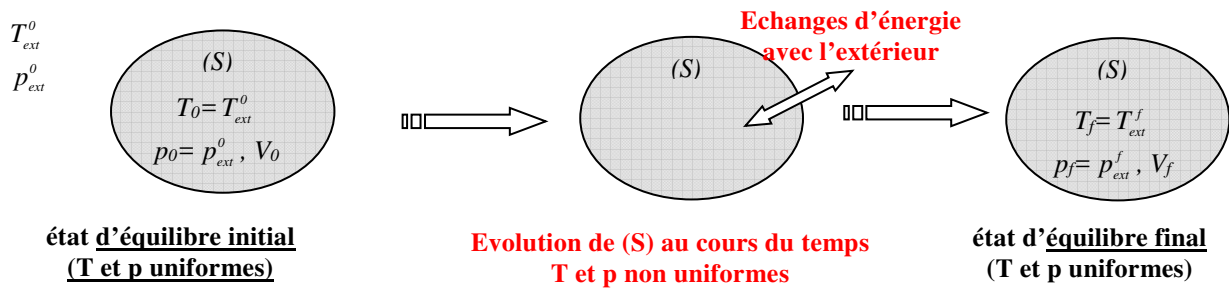 T⁰ext
p⁰ext
(S)
T0= T⁰ext
p0= p⁰ext , V0
état d'équilibre initial
(T et p uniformes)
Echanges d'énergie
avec l'extérieur
(S)
Evolution de (S) au cours du temps
T et p non uniformes
(S)
Tf= Tᶠext
pf= pᶠext , Vf
état d'équilibre final
(T et p uniformes)